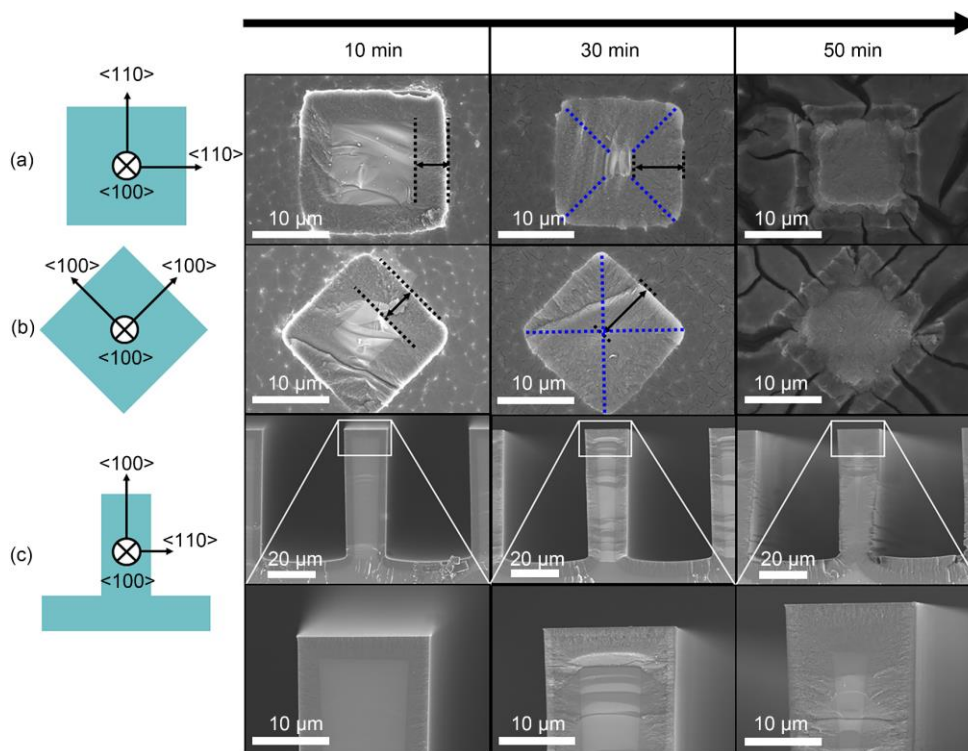 10 min 30 min 50 min
(a)
<110>
<110>
<100>
10 µm 10 µm 10 µm
(b)
<100> <100>
<100>
10 µm 10 µm 10 µm
(c)
<100>
<110>
<100>
20 µm 20 µm 20 µm
10 µm 10 µm 10 µm